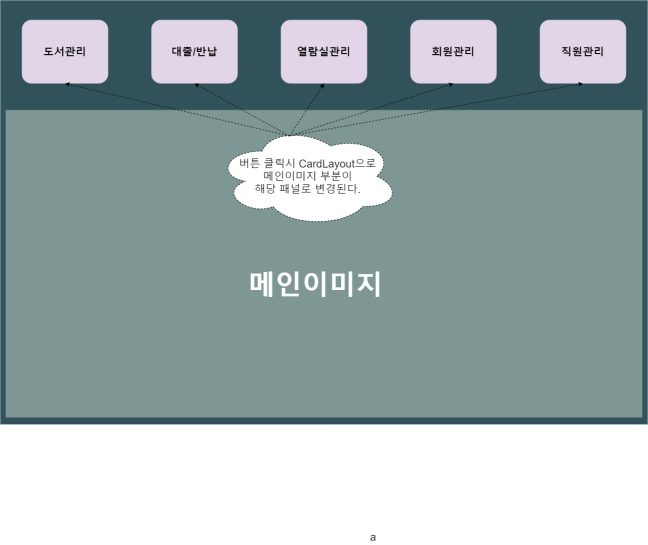 도서관리 대출/반납 열람실관리 회원관리 직원관리
버튼 클릭시 CardLayout으로
메인이미지 부분이
해당 패널로 변경된다.
메인이미지
a